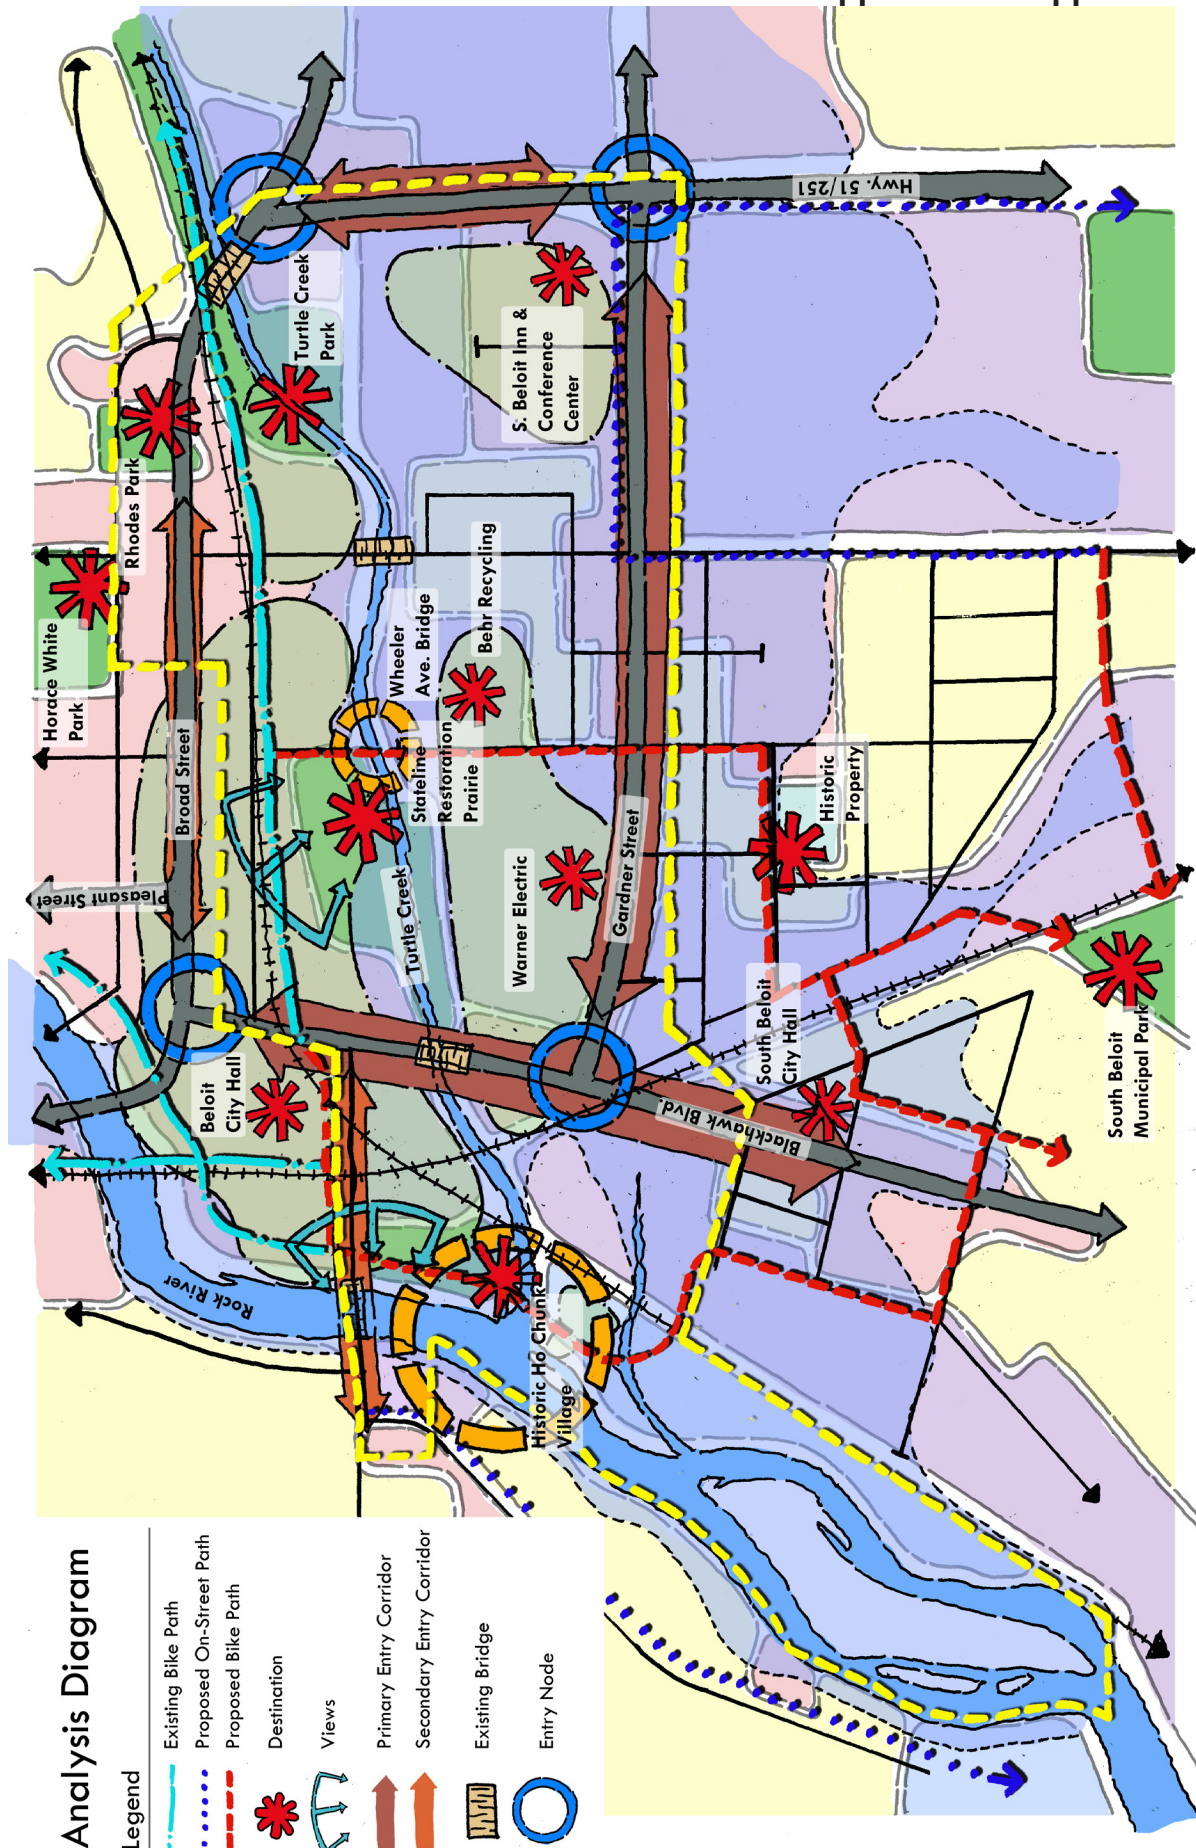 Analysis Diagram
Legend
Existing Bike Path
Proposed On-Street Path
Proposed Bike Path
Destination
Views
Primary Entry Corridor
Secondary Entry Corridor
Existing Bridge
Entry Node
Horace White
Park
Rhodes Park
Pleasant Street
Broad Street
Turtle Creek
Park
Beloit
City Hall
Rock River
Turtle Creek
Stateline
Restoration
Prairie
Wheeler
Ave. Bridge
Behr Recycling
Warner Electric
S. Beloit Inn &
Conference
Center
Historic Ho Chunk
Village
Gardner Street
Blackhawk Blvd.
South Beloit
City Hall
Historic
Property
Hwy. 51/251
South Beloit
Municipal Park